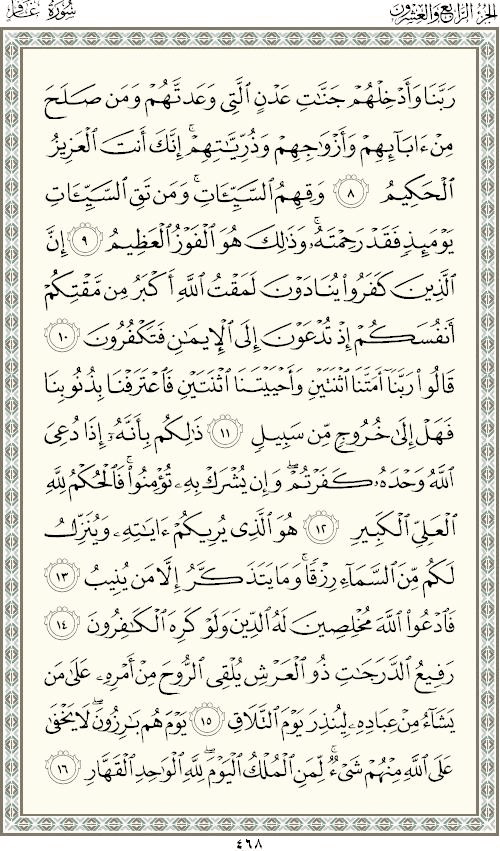 الجزء الرابع والعشرون
سورة غافر
رَبَّنَا وَأَدْخِلْهُمْ جَنَّٰتِ عَدْنٍ ٱلَّتِي وَعَدتَّهُمْ وَمَن صَلَحَ
مِنْ ءَابَآئِهِمْ وَأَزْوَٰجِهِمْ وَذُرِّيَّٰتِهِمْ ۚ إِنَّكَ أَنتَ ٱلْعَزِيزُ
ٱلْحَكِيمُ ٨ وَقِهِمُ ٱلسَّيِّـَٔاتِ ۚ وَمَن تَقِ ٱلسَّيِّـَٔاتِ
يَوْمَئِذٍ فَقَدْ رَحِمْتَهُۥ ۚ وَذَٰلِكَ هُوَ ٱلْفَوْزُ ٱلْعَظِيمُ ٩ إِنَّ
ٱلَّذِينَ كَفَرُوا۟ يُنَادَوْنَ لَمَقْتُ ٱللَّهِ أَكْبَرُ مِن مَّقْتِكُمْ
أَنفُسَكُمْ إِذْ تُدْعَوْنَ إِلَى ٱلْإِيمَٰنِ فَتَكْفُرُونَ ١٠
قَالُوا۟ رَبَّنَآ أَمَتَّنَا ٱثْنَتَيْنِ وَأَحْيَيْتَنَا ٱثْنَتَيْنِ فَٱعْتَرَفْنَا بِذُنُوبِنَا
فَهَلْ إِلَىٰ خُرُوجٍ مِّن سَبِيلٍ ١١ ذَٰلِكُم بِأَنَّهُۥٓ إِذَا دُعِيَ
ٱللَّهُ وَحْدَهُۥ كَفَرْتُمْ ۖ وَإِن يُشْرَكْ بِهِۦ تُؤْمِنُوا۟ ۚ فَٱلْحُكْمُ لِلَّهِ
ٱلْعَلِيِّ ٱلْكَبِيرِ ١٢ هُوَ ٱلَّذِي يُرِيكُمْ ءَايَٰتِهِۦ وَيُنَزِّلُ
لَكُم مِّنَ ٱلسَّمَآءِ رِزْقًا ۚ وَمَا يَتَذَكَّرُ إِلَّا مَن يُنِيبُ ١٣
فَٱدْعُوا۟ ٱللَّهَ مُخْلِصِينَ لَهُ ٱلدِّينَ وَلَوْ كَرِهَ ٱلْكَٰفِرُونَ ١٤
رَفِيعُ ٱلدَّرَجَٰتِ ذُو ٱلْعَرْشِ يُلْقِي ٱلرُّوحَ مِنْ أَمْرِهِۦ عَلَىٰ مَن
يَشَآءُ مِنْ عِبَادِهِۦ لِيُنذِرَ يَوْمَ ٱلتَّلَاقِ ١٥ يَوْمَ هُم بَٰرِزُونَ ۖ لَا يَخْفَىٰ
عَلَى ٱللَّهِ مِنْهُمْ شَيْءٌ ۚ لِّمَنِ ٱلْمُلْكُ ٱلْيَوْمَ ۖ لِلَّهِ ٱلْوَٰحِدِ ٱلْقَهَّارِ ١٦
٤٦٨